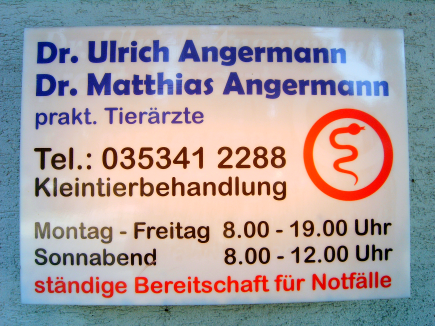 Dr. Ulrich Angermann
Dr. Matthias Angermann
prakt. Tierärzte
Tel.: 035341 2288
Kleintierbehandlung
Montag - Freitag 8.00 - 19.00 Uhr
Sonnabend 8.00 - 12.00 Uhr
ständige Bereitschaft für Notfälle